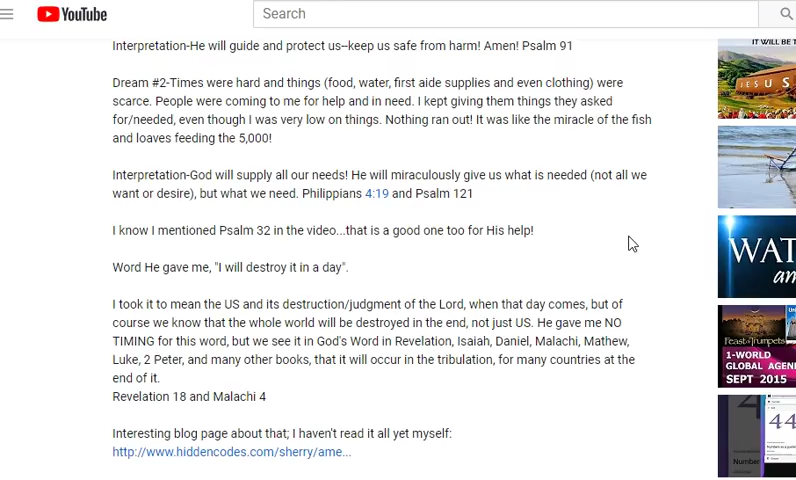 YouTube
Search
Interpretation-He will guide and protect us--keep us safe from harm! Amen! Psalm 91
Dream #2-Times were hard and things (food, water, first aide supplies and even clothing) were
scarce. People were coming to me for help and in need. I kept giving them things they asked
for/needed, even though I was very low on things. Nothing ran out! It was like the miracle of the fish
and loaves feeding the 5,000!
Interpretation-God will supply all our needs! He will miraculously give us what is needed (not all we
want or desire), but what we need. Philippians 4:19 and Psalm 121
I know I mentioned Psalm 32 in the video...that is a good one too for His help!
Word He gave me, "I will destroy it in a day".
I took it to mean the US and its destruction/judgment of the Lord, when that day comes, but of
course we know that the whole world will be destroyed in the end, not just US. He gave me NO
TIMING for this word, but we see it in God's Word in Revelation, Isaiah, Daniel, Malachi, Mathew,
Luke, 2 Peter, and many other books, that it will occur in the tribulation, for many countries at the
end of it.
Revelation 18 and Malachi 4
Interesting blog page about that; I haven't read it all yet myself:
http://www.hiddencodes.com/sherry/ame...
IT WILL BE T
JESUS
WAT
an
Feast of Trumpets
1-WORLD
GLOBAL AGEN
SEPT 2015
44
Number